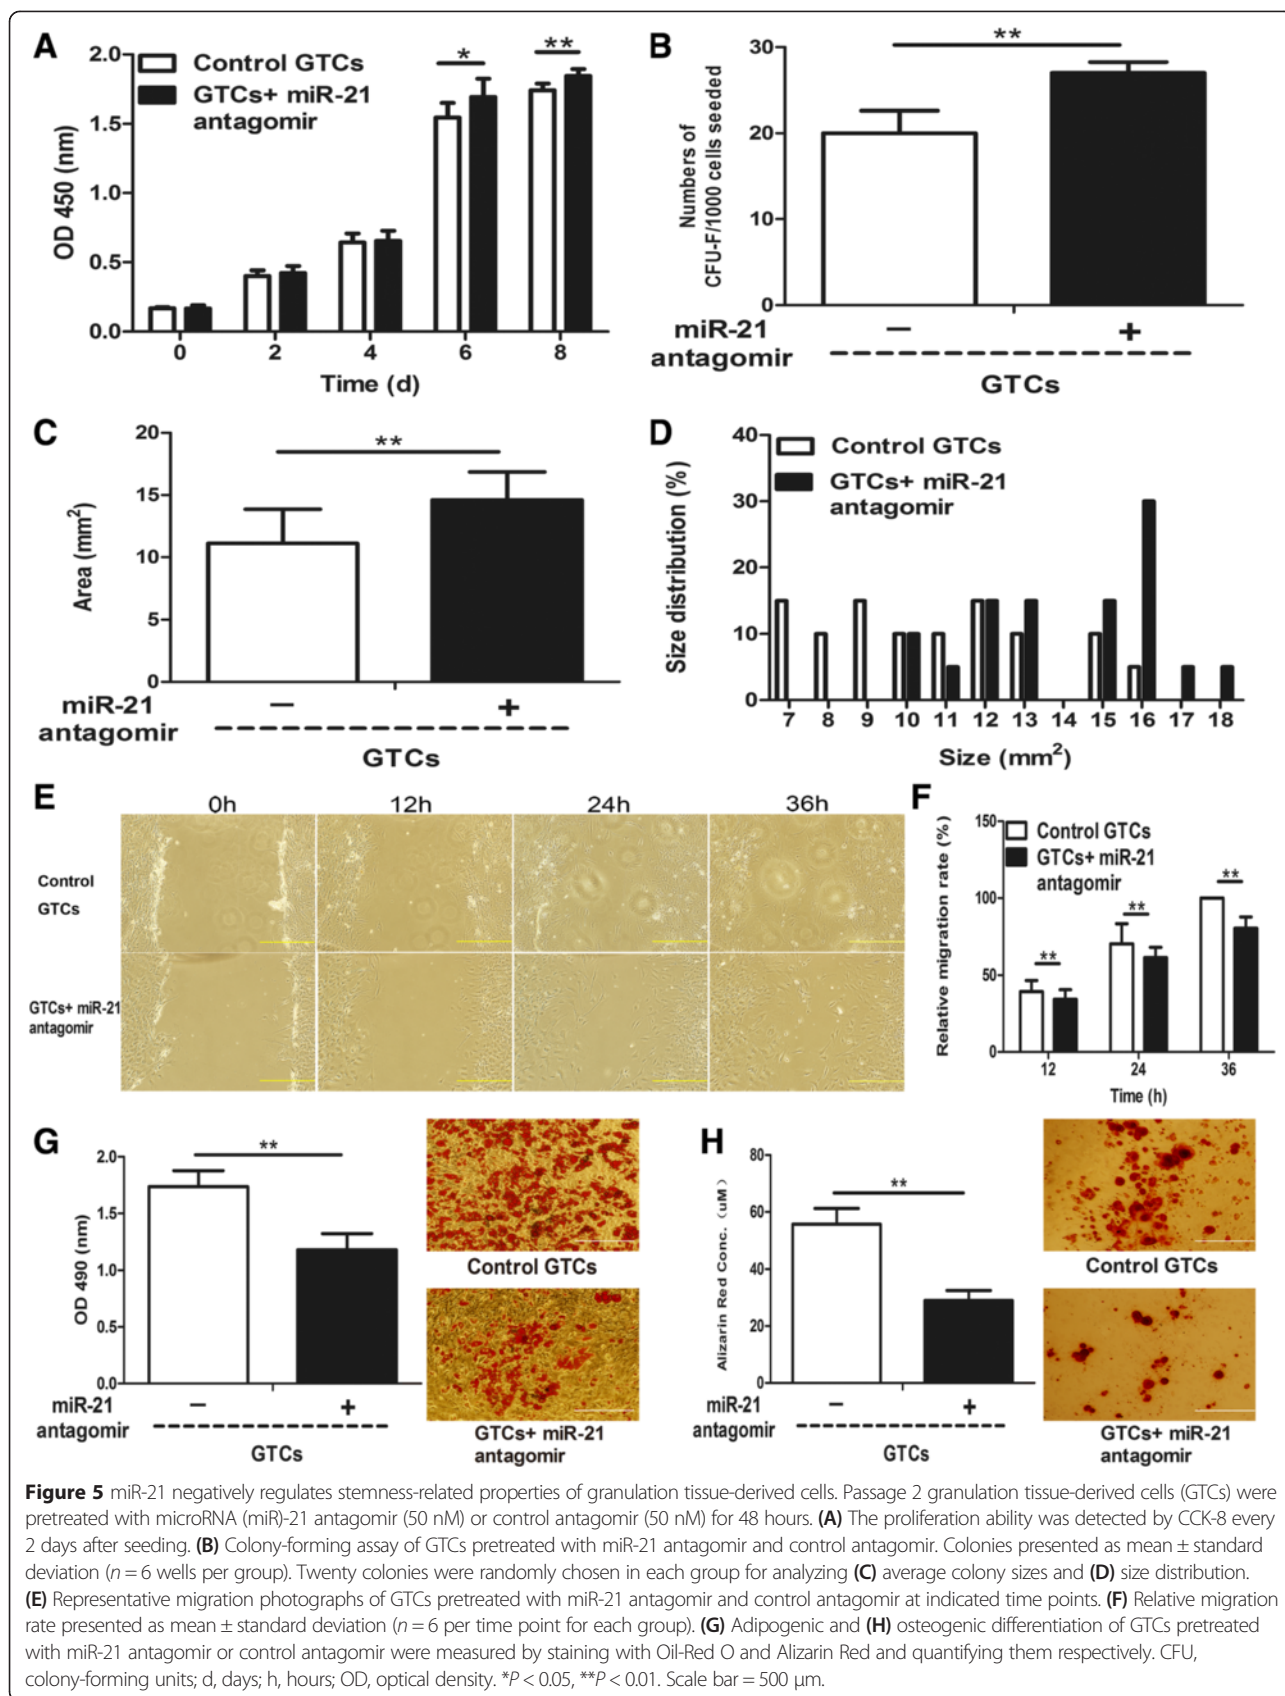 A
2.0
1.5
1.0
0.5
0.0
OD 450 (nm)
Control GTCs
GTCs+ miR-21
antagomir
*
**
0 2 4 6 8
Time (d)
B
30
20
10
0
Numbers of
CFU-F/1000 cells seeded
**
miR-21
antagomir
− +
GTCs
C
20
15
10
5
0
Area (mm²)
**
miR-21
antagomir
− +
GTCs
D
40
30
20
10
0
Size distribution (%)
Control GTCs
GTCs+ miR-21
antagomir
7 8 9 10 11 12 13 14 15 16 17 18
Size (mm²)
E
0h 12h 24h 36h
Control
GTCs
GTCs+ miR-21
antagomir
F
150
100
50
0
Relative migration rate (%)
Control GTCs
GTCs+ miR-21
antagomir
**
**
**
12 24 36
Time (h)
G
2.0
1.5
1.0
0.5
0.0
OD 490 (nm)
**
miR-21
antagomir
− +
GTCs
Control GTCs
GTCs+ miR-21
antagomir
H
80
60
40
20
0
Alizarin Red Conc. (uM)
**
miR-21
antagomir
− +
GTCs
Control GTCs
GTCs+ miR-21
antagomir
Figure 5 miR-21 negatively regulates stemness-related properties of granulation tissue-derived cells. Passage 2 granulation tissue-derived cells (GTCs) were
pretreated with microRNA (miR)-21 antagomir (50 nM) or control antagomir (50 nM) for 48 hours. (A) The proliferation ability was detected by CCK-8 every
2 days after seeding. (B) Colony-forming assay of GTCs pretreated with miR-21 antagomir and control antagomir. Colonies presented as mean ± standard
deviation (n = 6 wells per group). Twenty colonies were randomly chosen in each group for analyzing (C) average colony sizes and (D) size distribution.
(E) Representative migration photographs of GTCs pretreated with miR-21 antagomir and control antagomir at indicated time points. (F) Relative migration
rate presented as mean ± standard deviation (n = 6 per time point for each group). (G) Adipogenic and (H) osteogenic differentiation of GTCs pretreated
with miR-21 antagomir or control antagomir were measured by staining with Oil-Red O and Alizarin Red and quantifying them respectively. CFU,
colony-forming units; d, days; h, hours; OD, optical density. *P < 0.05, **P < 0.01. Scale bar = 500 μm.